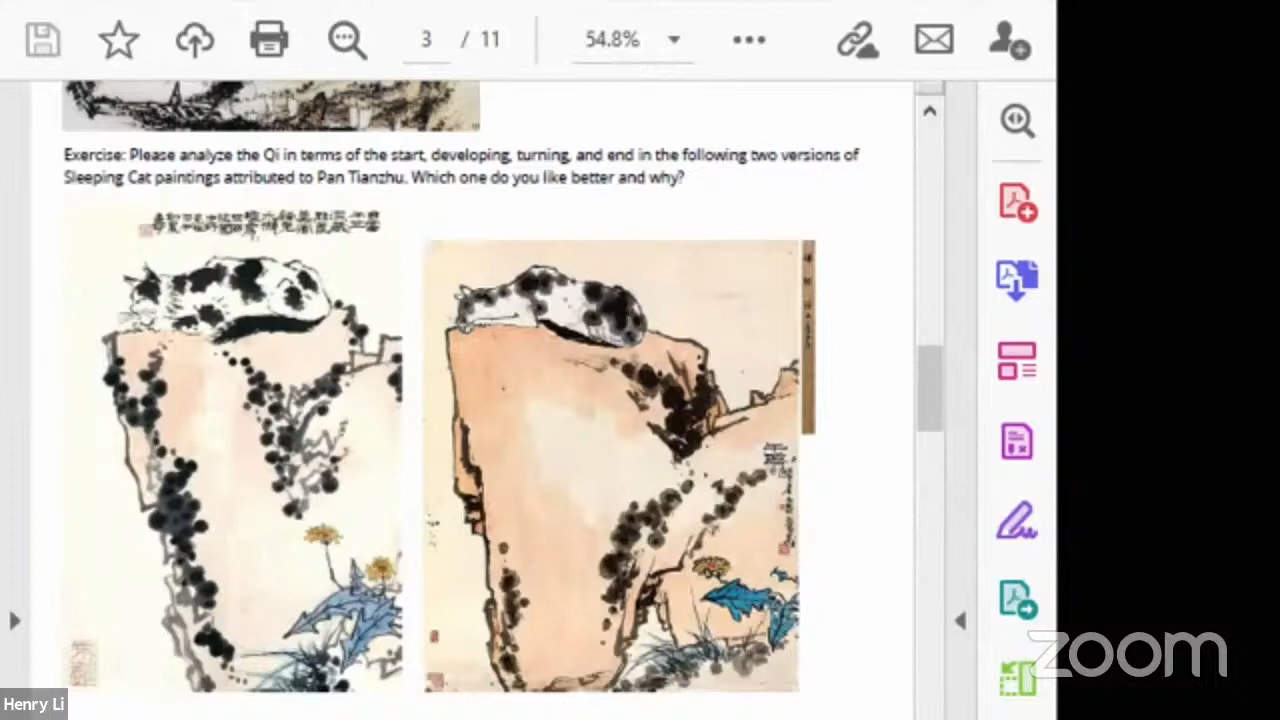 3 / 11
54.8%
Exercise: Please analyze the Qi in terms of the start, developing, turning, and end in the following two versions of
Sleeping Cat paintings attributed to Pan Tianzhu. Which one do you like better and why?
zoom
Henry Li